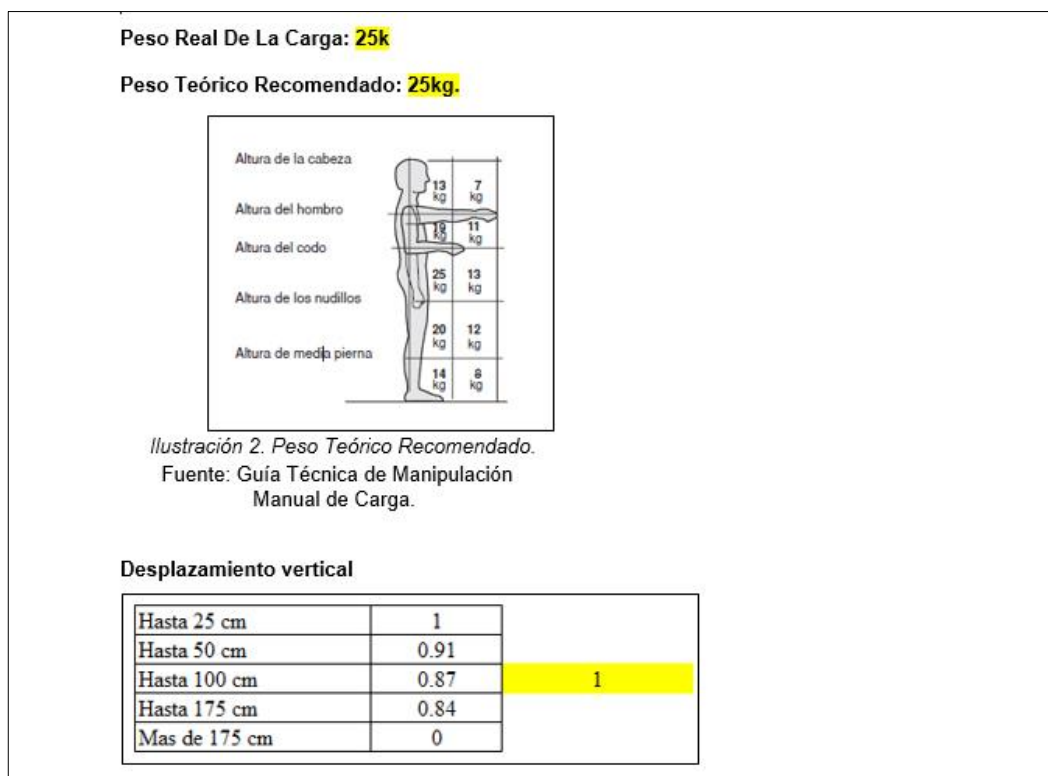 Peso Real De La Carga: 25k
Peso Teórico Recomendado: 25kg.
Altura de la cabeza
13 kg 7 kg
Altura del hombro
19 kg 11 kg
Altura del codo
25 kg 13 kg
Altura de los nudillos
20 kg 12 kg
Altura de media pierna
14 kg 8 kg
Ilustración 2. Peso Teórico Recomendado.
Fuente: Guía Técnica de Manipulación
Manual de Carga.
Desplazamiento vertical
Hasta 25 cm 1
Hasta 50 cm 0.91
Hasta 100 cm 0.87 1
Hasta 175 cm 0.84
Mas de 175 cm 0